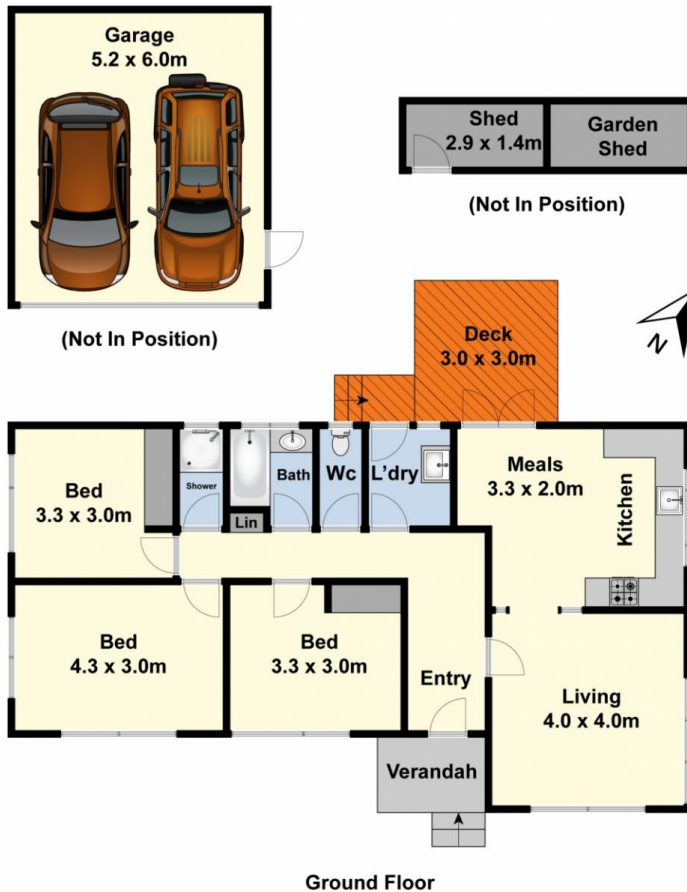 Garage
5.2 x 6.0m
(Not In Position)
Shed
2.9 x 1.4m
Garden
Shed
(Not In Position)
N
Deck
3.0 x 3.0m
Bed
3.3 x 3.0m
Shower
Bath
Lin
Wc
L'dry
Meals
3.3 x 2.0m
Kitchen
Bed
4.3 x 3.0m
Bed
3.3 x 3.0m
Entry
Living
4.0 x 4.0m
Verandah
Ground Floor